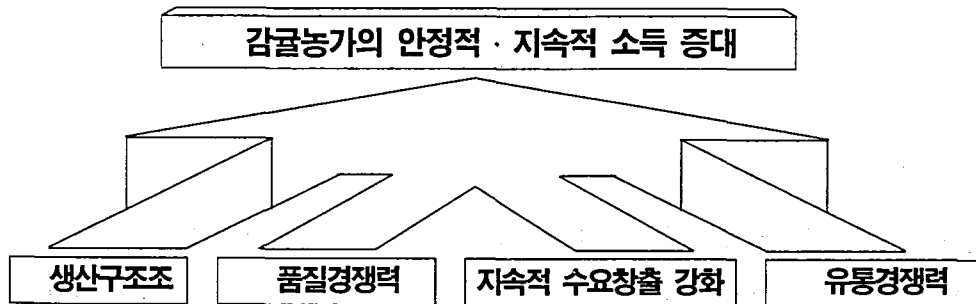 감귤농가의 안정적 · 지속적 소득 증대
생산구조조
품질경쟁력
지속적 수요창출 강화
유통경쟁력